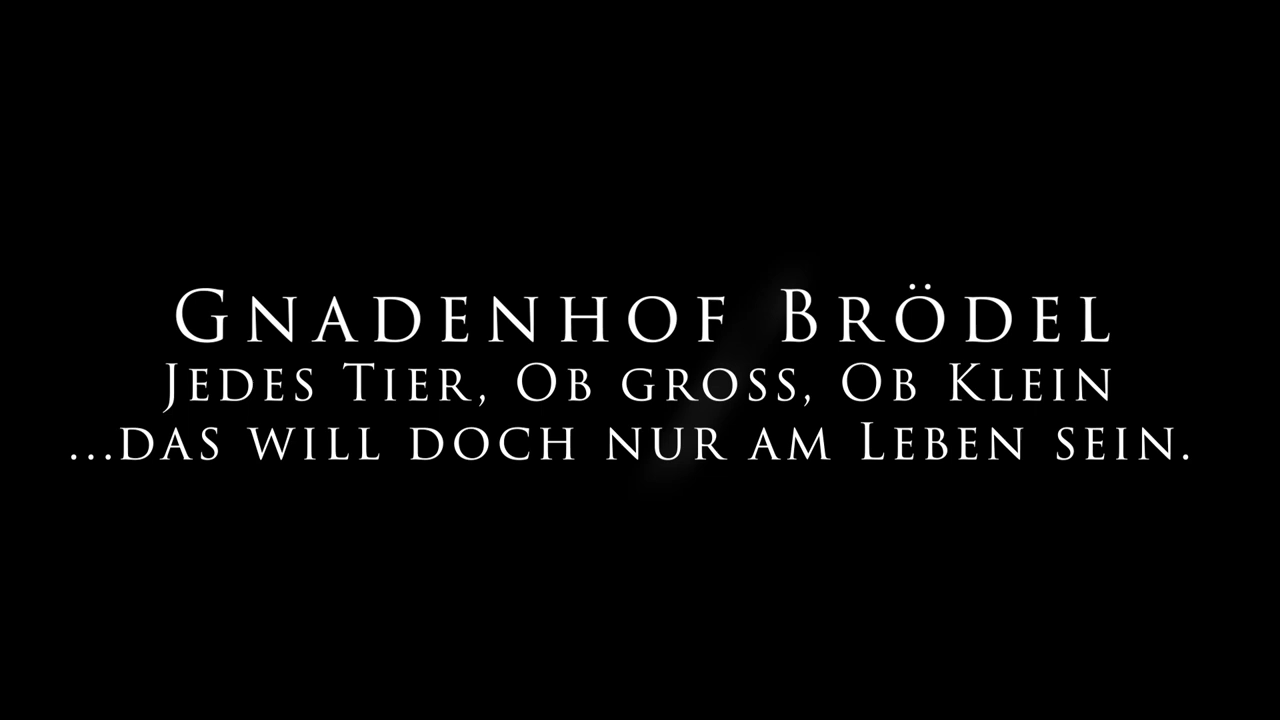 Gnadenhof Brödel
Jedes Tier, Ob gross, Ob Klein
...das will doch nur am Leben sein.